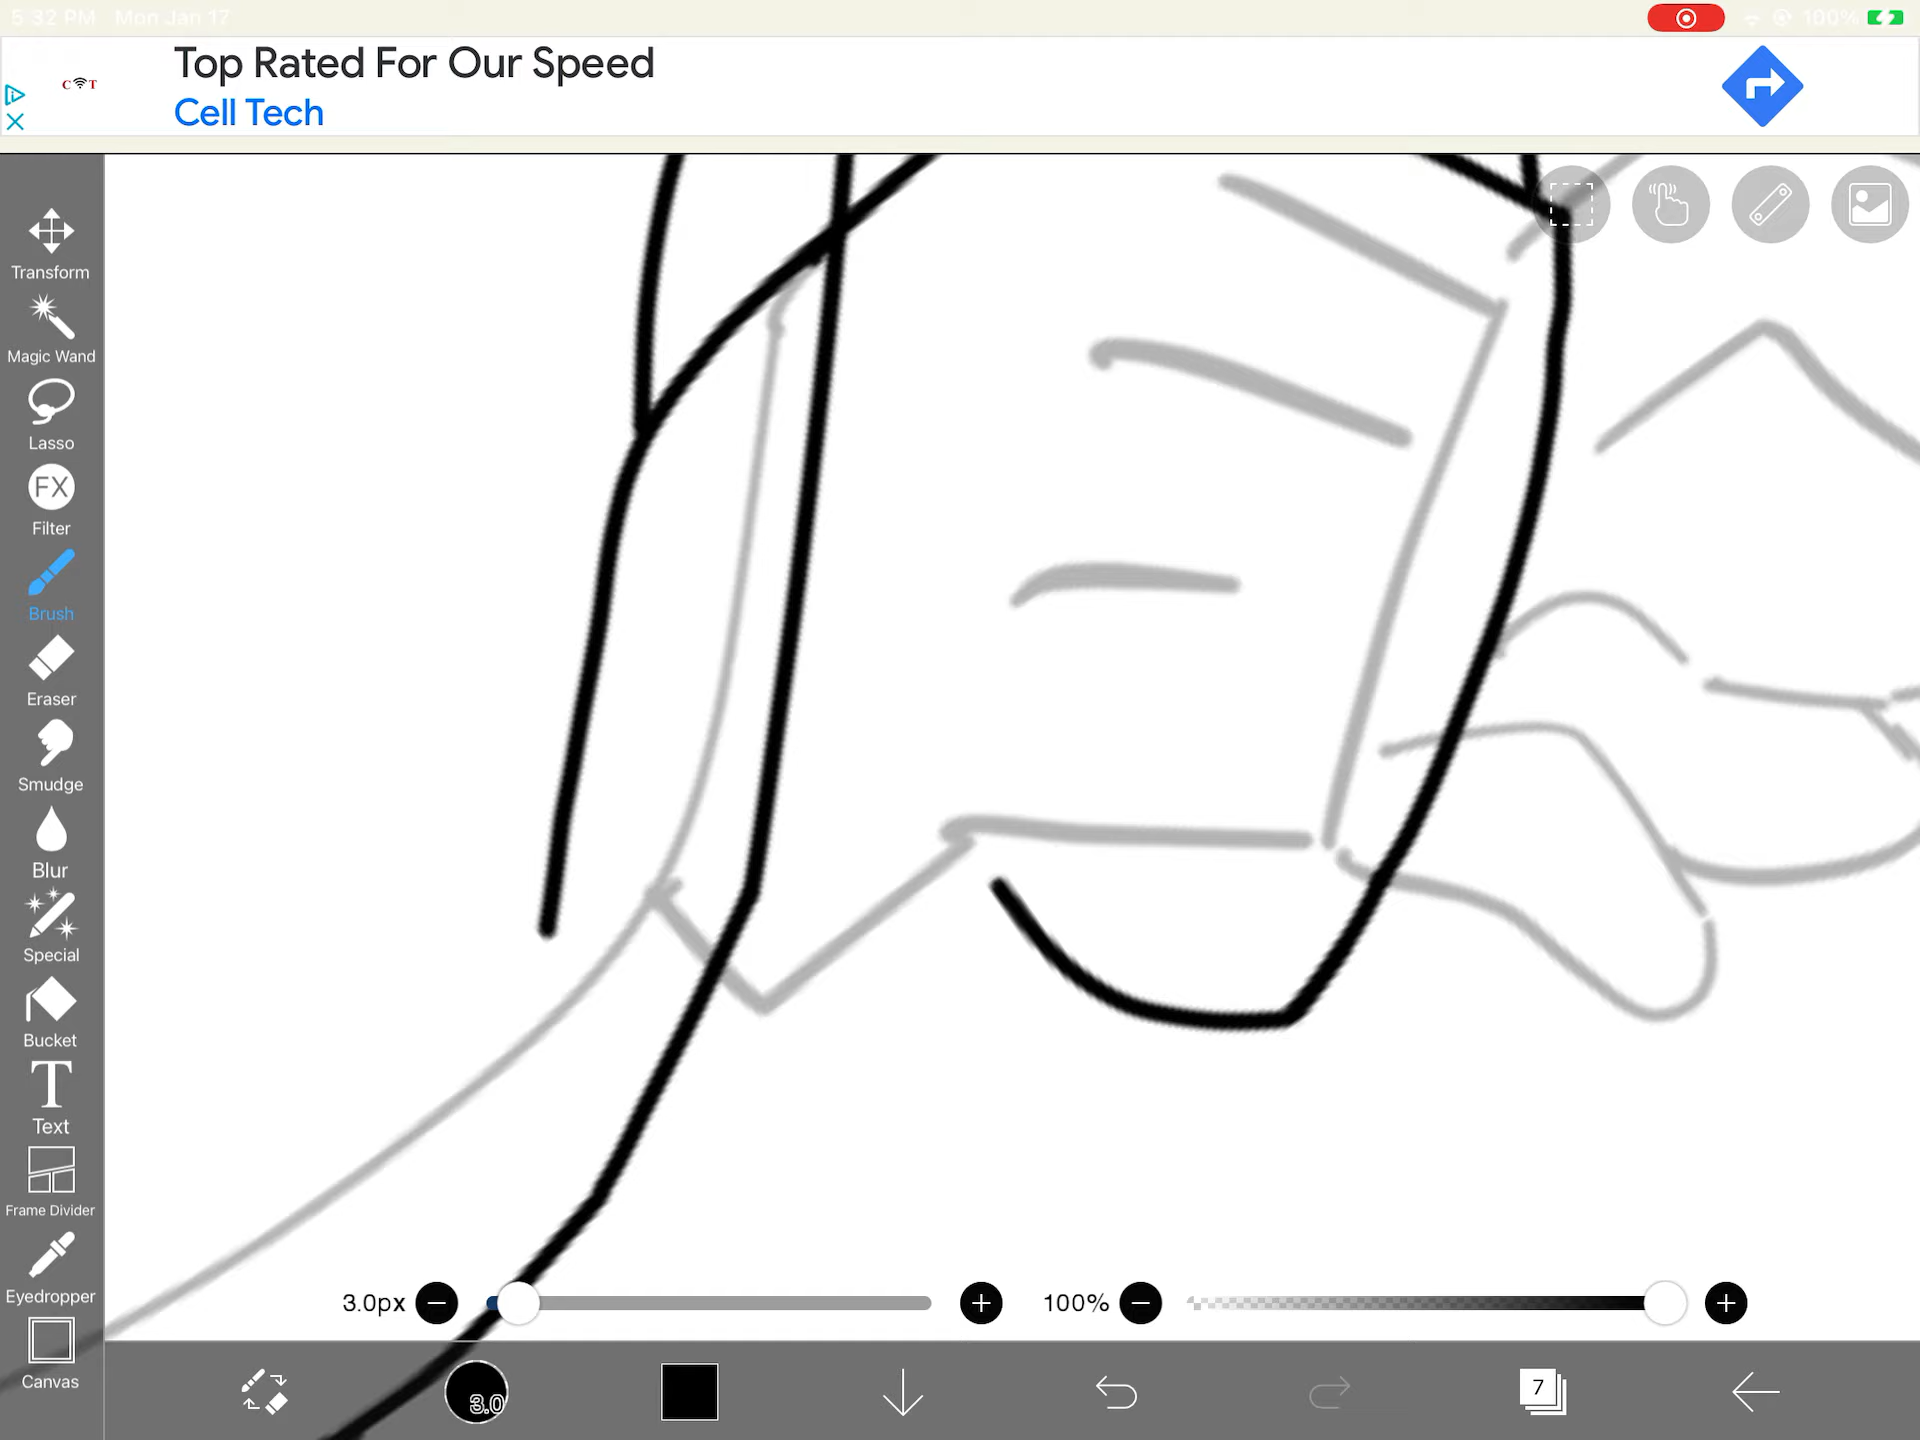 5:32 PM Mon Jan 17
100%
C T
Top Rated For Our Speed
Cell Tech
Transform
Magic Wand
Lasso
FX
Filter
Brush
Eraser
Smudge
Blur
Special
Bucket
T
Text
Frame Divider
Eyedropper
Canvas
3.0px
100%
3.0
7